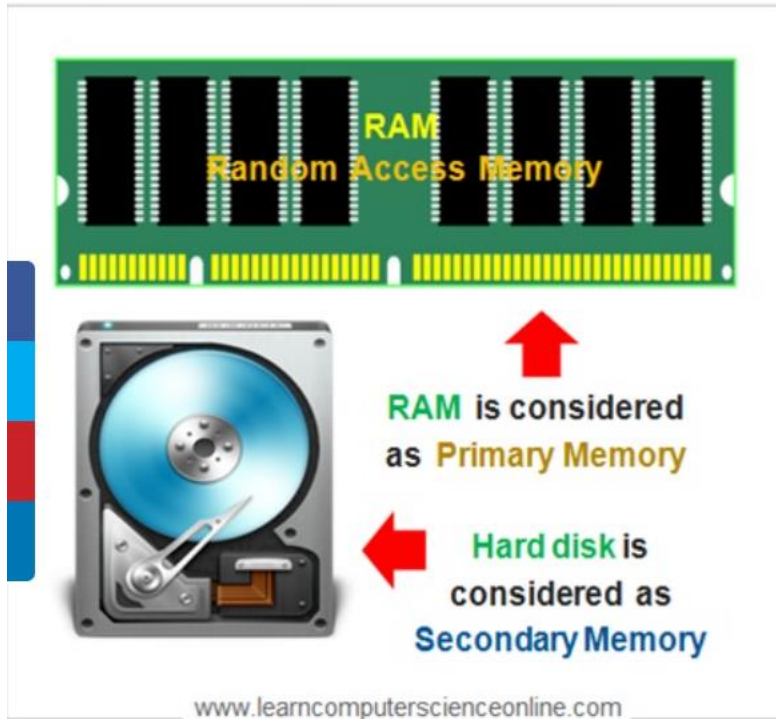 RAM
Random Access Memory
RAM is considered
as Primary Memory
Hard disk is
considered as
Secondary Memory
www.learncomputerscienceonline.com